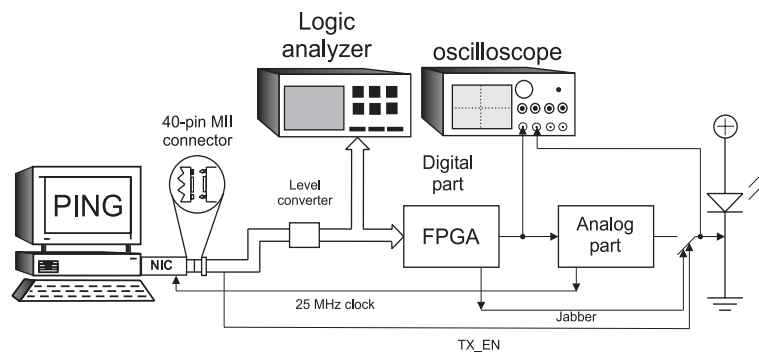 Logic
analyzer
oscilloscope
40-pin MII
connector
Level
converter
Digital
part
PING
FPGA
Analog
part
NIC
25 MHz clock
Jabber
TX_EN